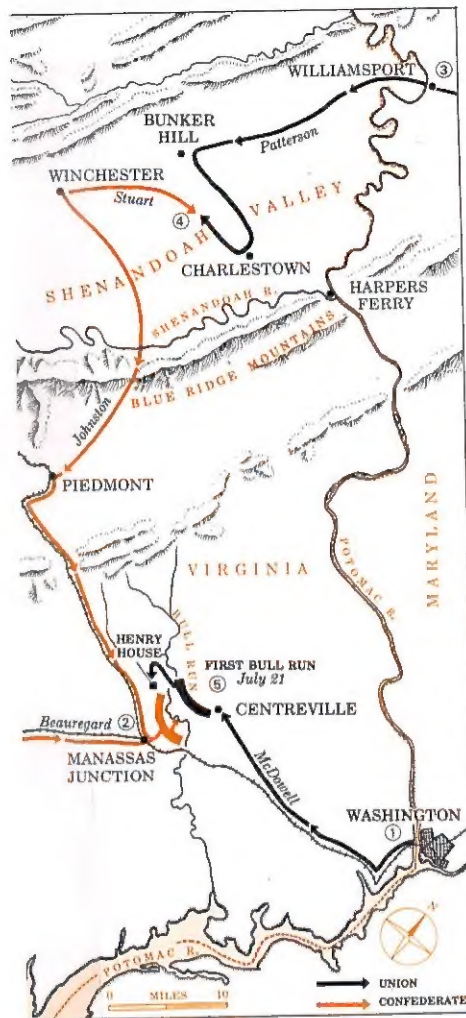 WILLIAMSPORT
③
BUNKER
HILL
Patterson
WINCHESTER
Stuart
④
SHENANDOAH VALLEY
CHARLESTOWN
SHENANDOAH R.
HARPERS
FERRY
BLUE RIDGE MOUNTAINS
Johnston
PIEDMONT
MARYLAND
VIRGINIA
POTOMAC R.
BULL RUN
HENRY
HOUSE
FIRST BULL RUN
July 21
⑤
CENTREVILLE
Beauregard
②
MANASSAS
JUNCTION
McDowell
WASHINGTON
①
N
POTOMAC R.
0 MILES 10
UNION
CONFEDERATE